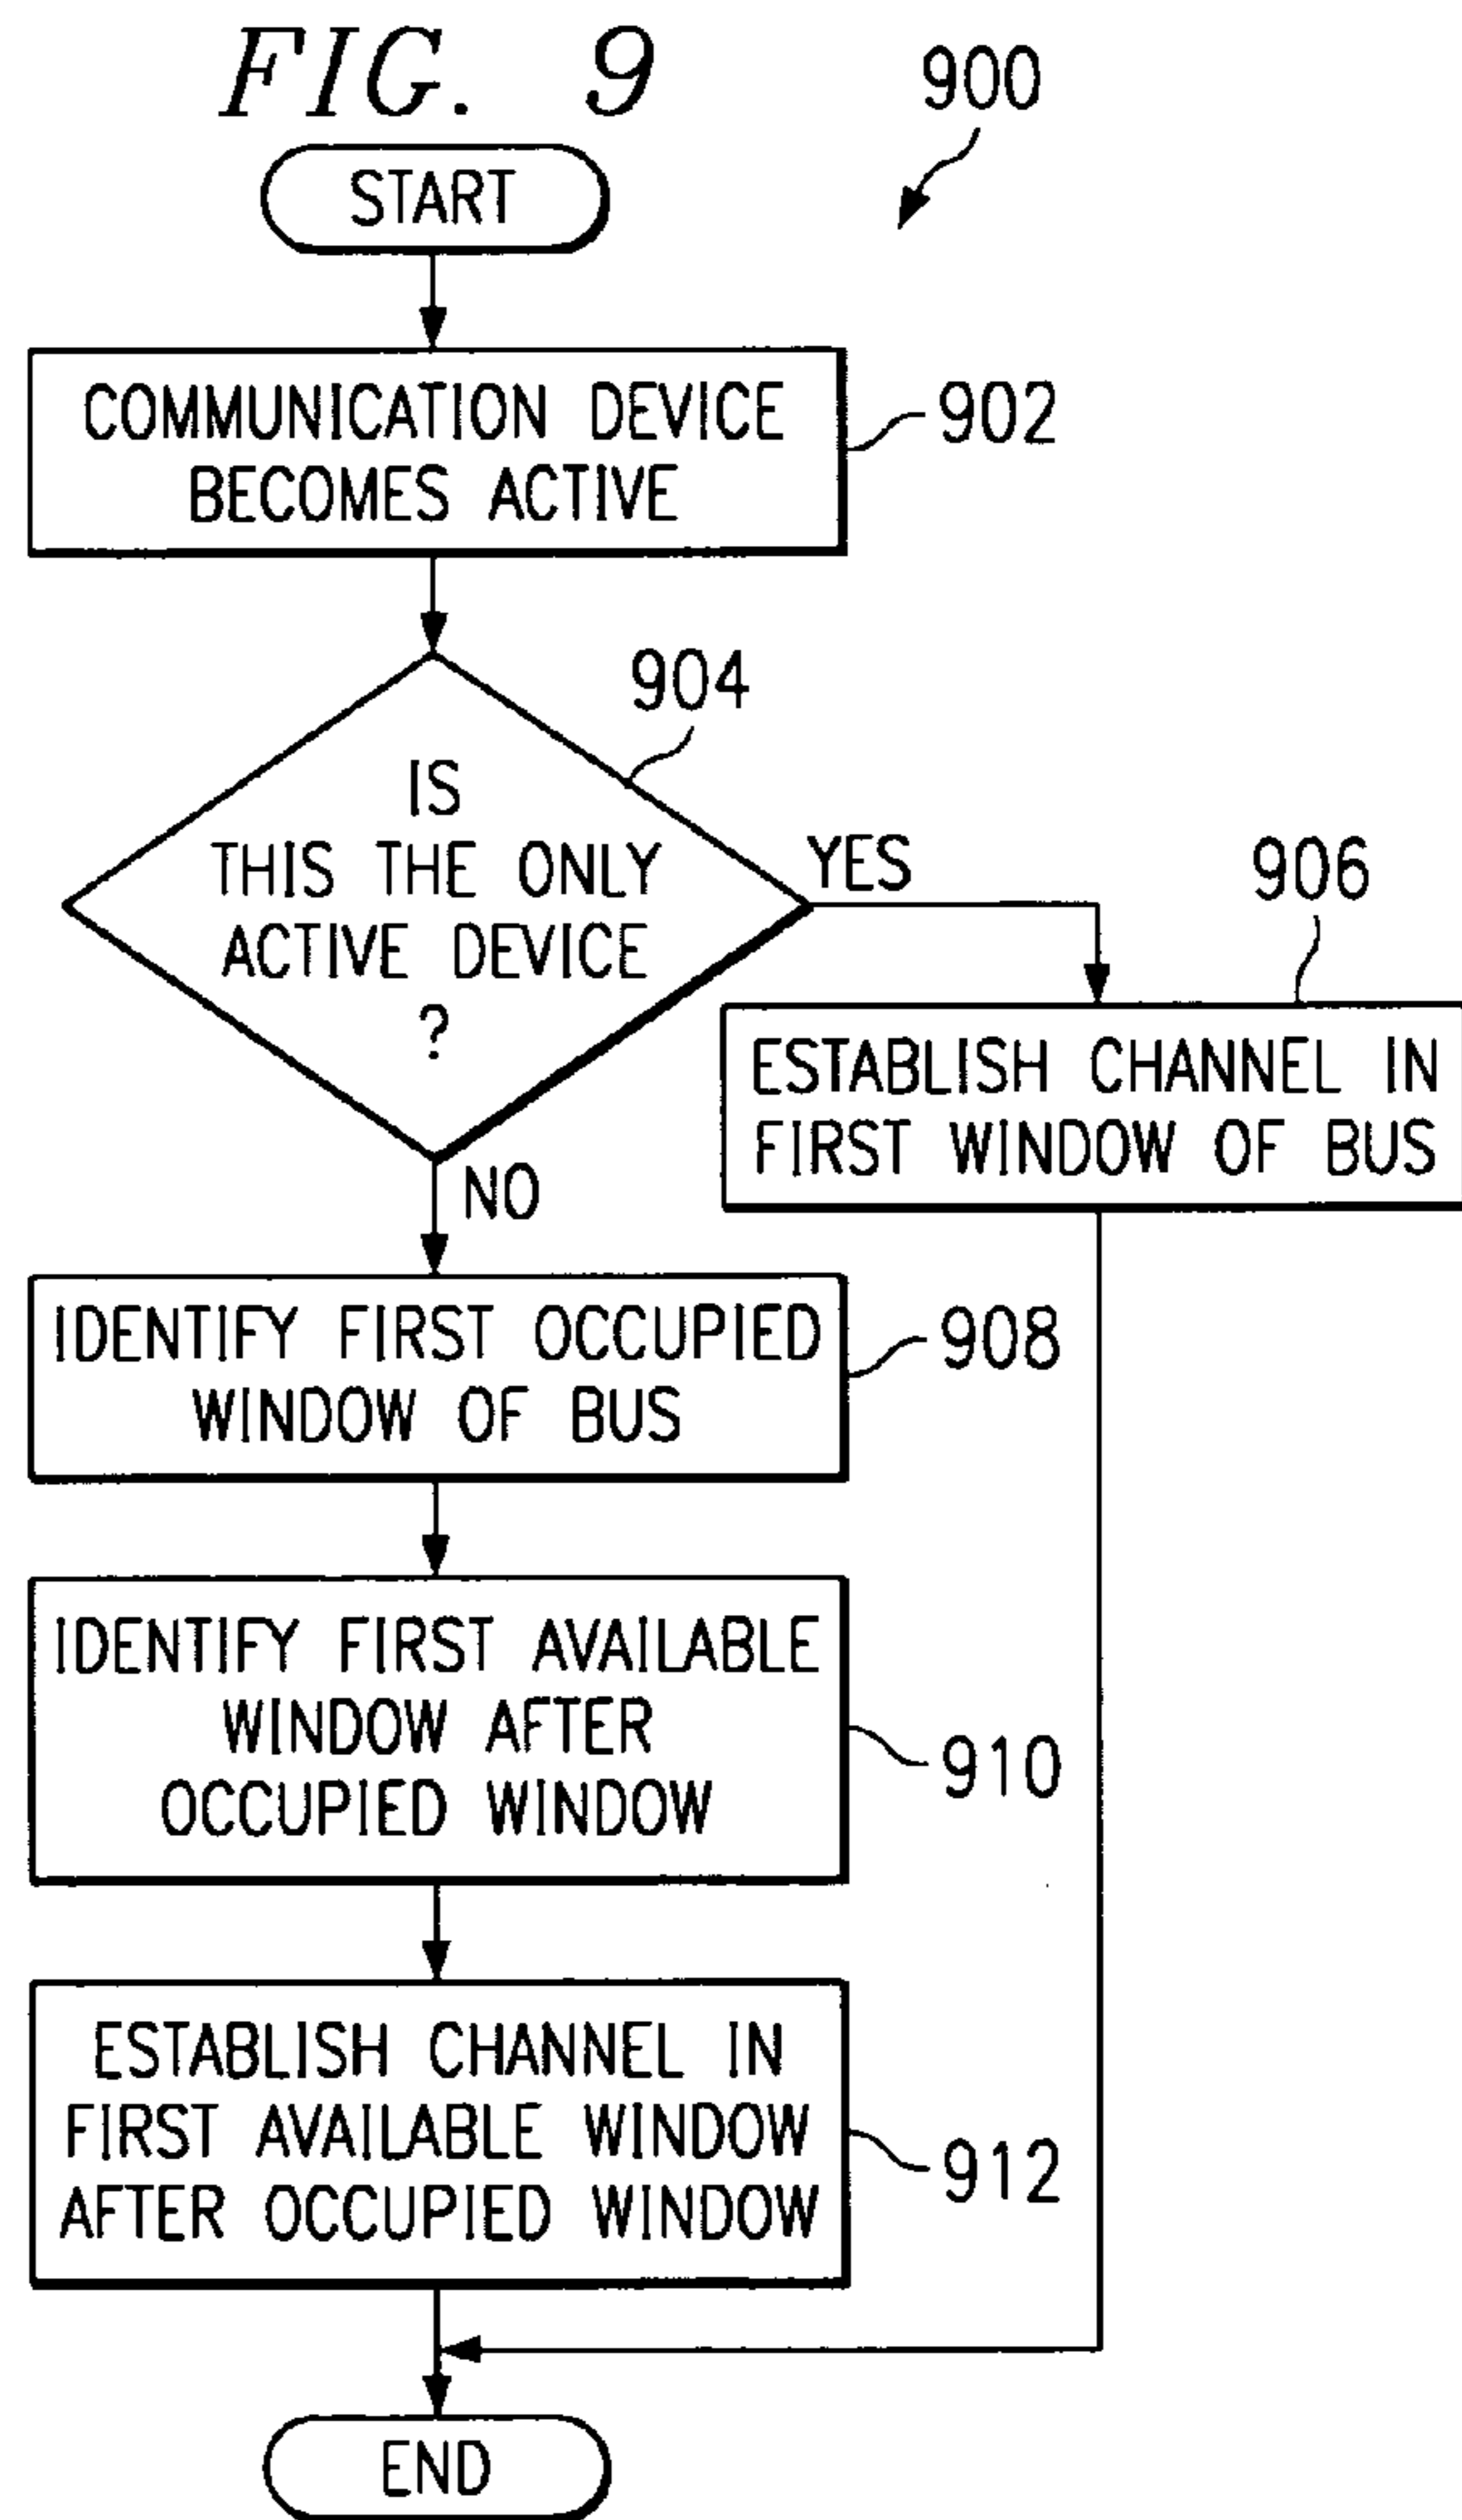 FIG. 9
900
START
COMMUNICATION DEVICE
BECOMES ACTIVE
902
904
IS
THIS THE ONLY
ACTIVE DEVICE
?
YES
906
ESTABLISH CHANNEL IN
FIRST WINDOW OF BUS
NO
IDENTIFY FIRST OCCUPIED
WINDOW OF BUS
908
IDENTIFY FIRST AVAILABLE
WINDOW AFTER
OCCUPIED WINDOW
910
ESTABLISH CHANNEL IN
FIRST AVAILABLE WINDOW
AFTER OCCUPIED WINDOW
912
END